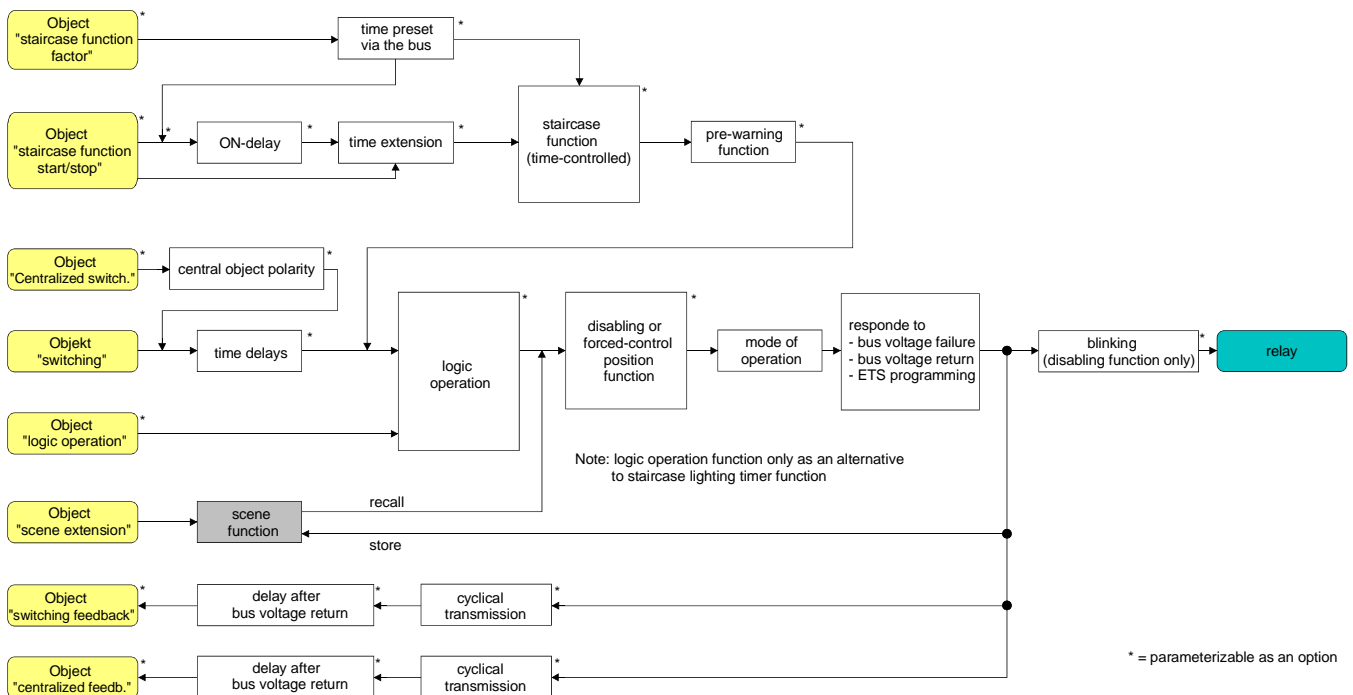 Object
"staircase function
factor"
*
time preset
via the bus
*
Object
"staircase function
start/stop"
*
*
ON-delay
*
time extension
*
staircase
function
(time-controlled)
*
pre-warning
function
*
Object
"Centralized switch."
*
central object polarity
*
Objekt
"switching"
*
time delays
*
logic
operation
*
disabling or
forced-control
position
function
*
mode of
operation
responde to
- bus voltage failure
- bus voltage return
- ETS programming
blinking
(disabling function only)
*
relay
Object
"logic operation"
*
Note: logic operation function only as an alternative
to staircase lighting timer function
Object
"scene extension"
scene
function
recall
store
Object
"switching feedback"
*
delay after
bus voltage return
*
cyclical
transmission
*
Object
"centralized feedb."
*
delay after
bus voltage return
*
cyclical
transmission
*
* = parameterizable as an option